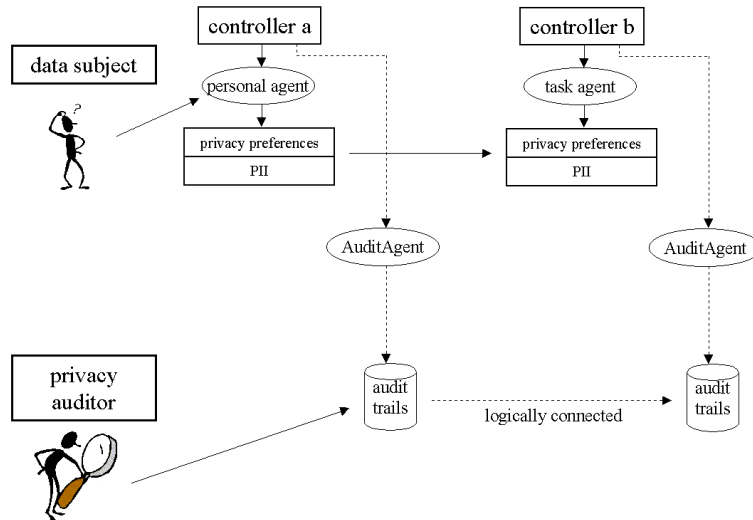 controller a
controller b
data subject
?
personal agent
task agent
privacy preferences
PII
privacy preferences
PII
AuditAgent
AuditAgent
privacy
auditor
audit
trails
logically connected
audit
trails